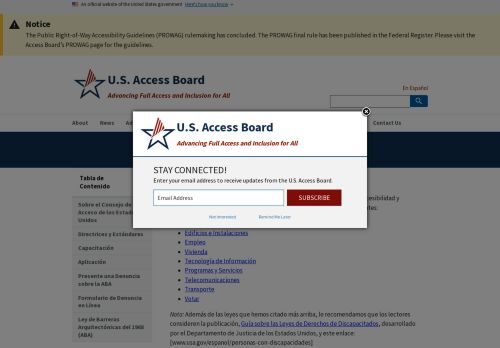 An official website of the United States government Here's how you know
Notice
The Public Right-of-Way Accessibility Guidelines (PROWAG) rulemaking has concluded. The PROWAG final rule has been published in the Federal Register. Please visit the
Access Board's PROWAG page for the guidelines.
U.S. Access Board
Advancing Full Access and Inclusion for All
En Español
About News Contact Us
U.S. Access Board
Advancing Full Access and Inclusion for All
STAY CONNECTED!
Enter your email address to receive updates from the U.S. Access Board.
Email Address SUBSCRIBE
Not Interested Remind Me Later
Tabla de
Contenido
Sobre el Consejo de
Acceso de los Estados
Unidos
Directrices y Estándares
Capacitación
Aplicación
Presente una Denuncia
sobre la ABA
Formulario de Denuncia
en Línea
Ley de Barreras
Arquitectónicas del 1968
(ABA)
Edificios e Instalaciones
Empleo
Vivienda
Tecnología de Información
Programas y Servicios
Telecomunicaciones
Transporte
Votar
Nota: Además de las leyes que hemos citado más arriba, le recomendamos que los lectores
consideren la publicación, Guía sobre las Leyes de Derechos de Discapacitados, desarrollado
por el Departamento de Justicia de los Estados Unidos, y este enlace:
[www.usa.gov/espanol/personas-con-discapacidades]